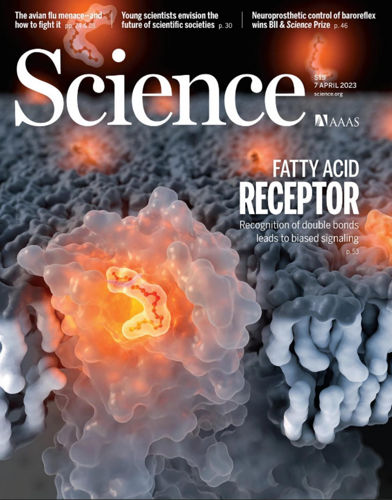 The avian flu menace—and
how to fight it
Young scientists envision the
future of scientific societies p. 30
Neuroprosthetic control of baroreflex
wins BII & Science Prize p. 46
Science
$15
7 APRIL 2023
science.org
AAAS
FATTY ACID
RECEPTOR
Recognition of double bonds
leads to biased signaling
p. 53